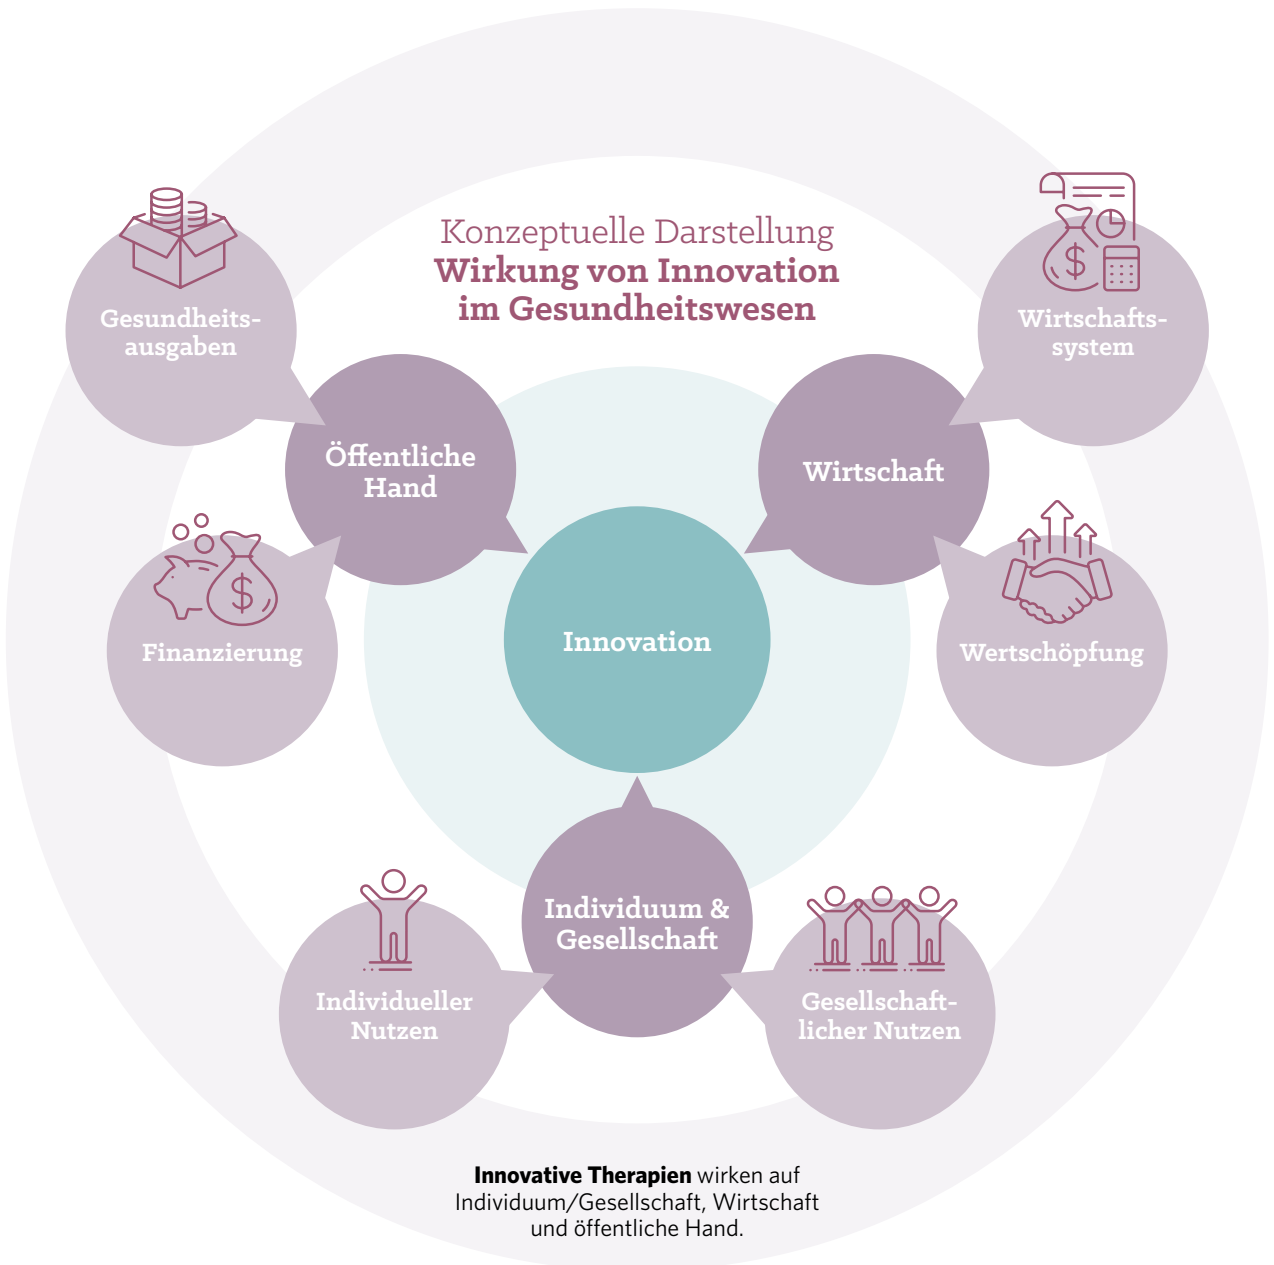 Konzeptuelle Darstellung
Wirkung von Innovation
im Gesundheitswesen
Gesundheits-
ausgaben
Wirtschafts-
system
Öffentliche
Hand
Wirtschaft
Finanzierung
Innovation
Wertschöpfung
Individuum &
Gesellschaft
Individueller
Nutzen
Gesellschaft-
licher Nutzen
Innovative Therapien wirken auf
Individuum/Gesellschaft, Wirtschaft
und öffentliche Hand.